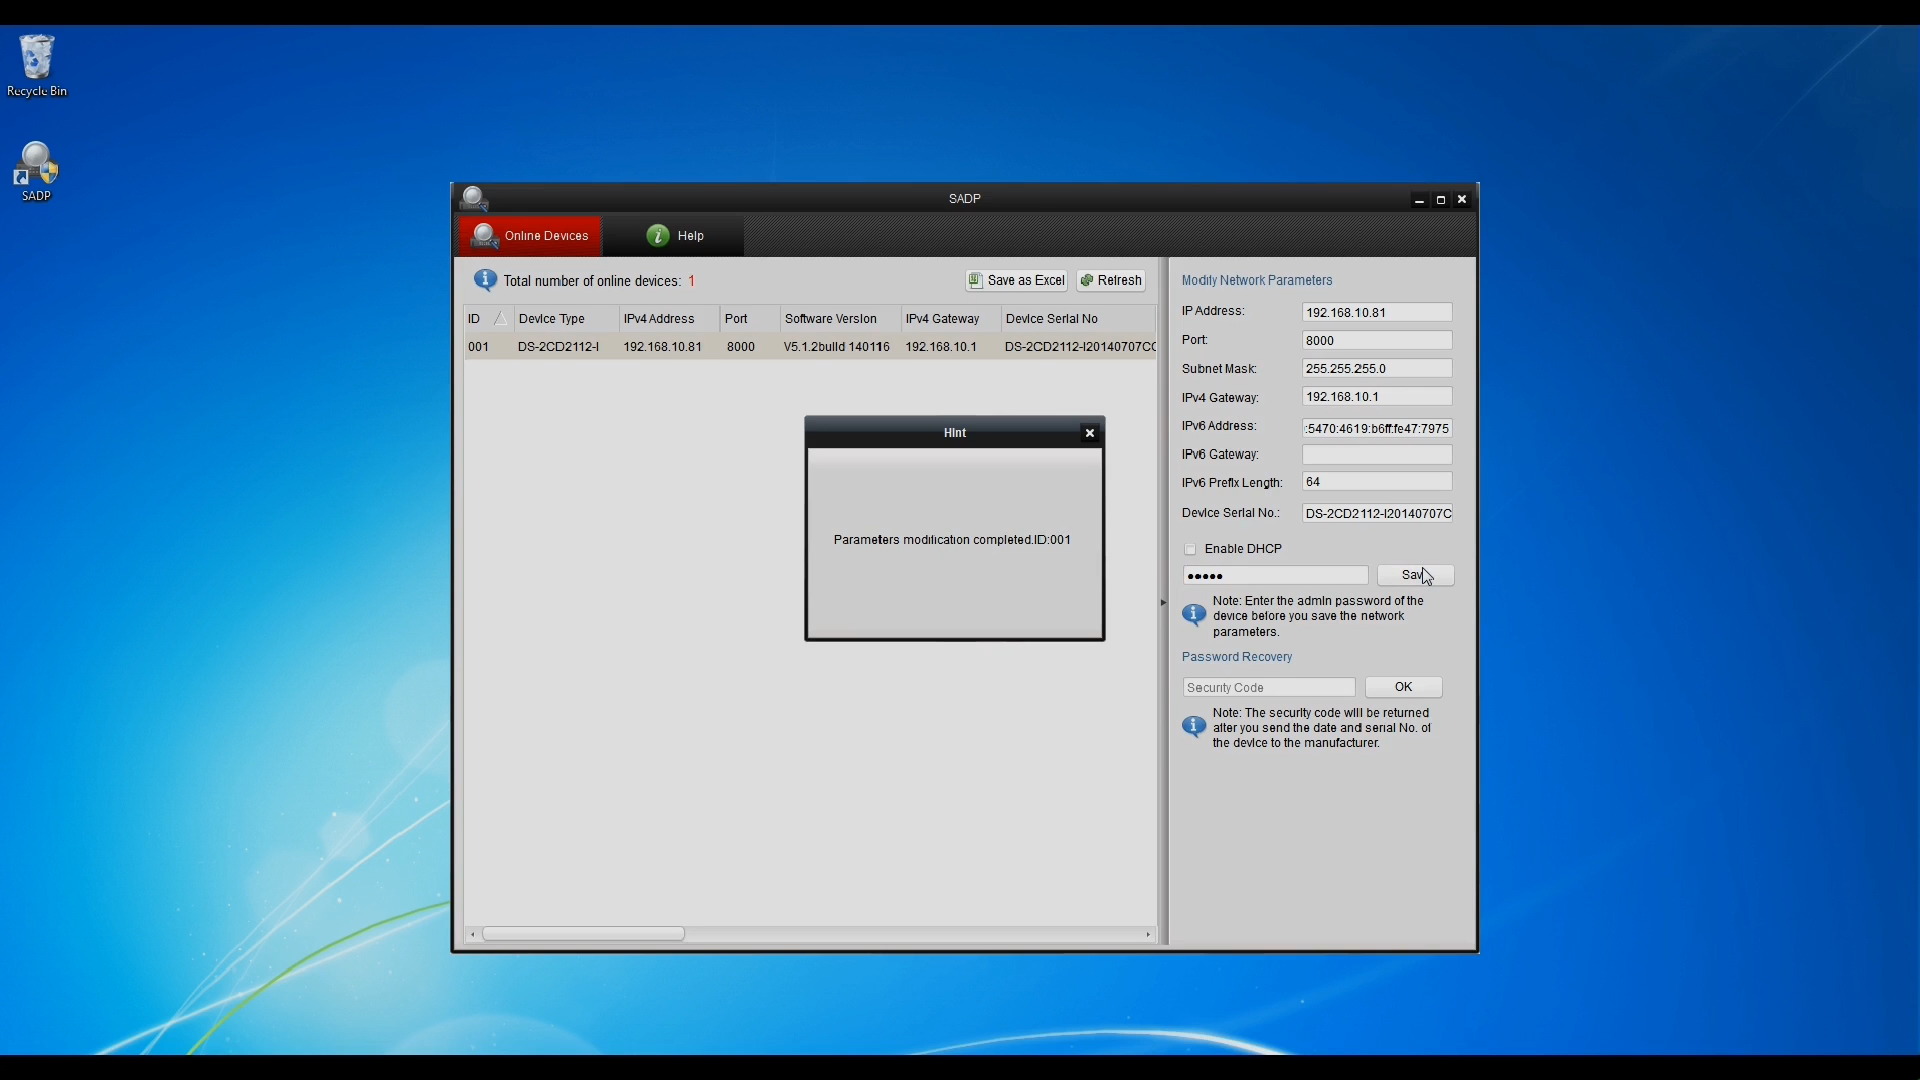 Recycle Bin
SADP
SADP
Online Devices
Help
Total number of online devices: 1
Save as Excel
Refresh
ID
Device Type
IPv4 Address
Port
Software Version
IPv4 Gateway
Device Serial No
001
DS-2CD2112-I
192.168.10.81
8000
V5.1.2build 140116
192.168.10.1
DS-2CD2112-I20140707CC
Hint
Parameters modification completed.ID:001
Modify Network Parameters
IP Address:
192.168.10.81
Port:
8000
Subnet Mask:
255.255.255.0
IPv4 Gateway:
192.168.10.1
IPv6 Address:
:5470:4619:b6ff:fe47:7975
IPv6 Gateway:
IPv6 Prefix Length:
64
Device Serial No.:
DS-2CD2112-I20140707C
Enable DHCP
●●●●●
Sav
Note: Enter the admin password of the
device before you save the network
parameters.
Password Recovery
Security Code
OK
Note: The security code will be returned
after you send the date and serial No. of
the device to the manufacturer.